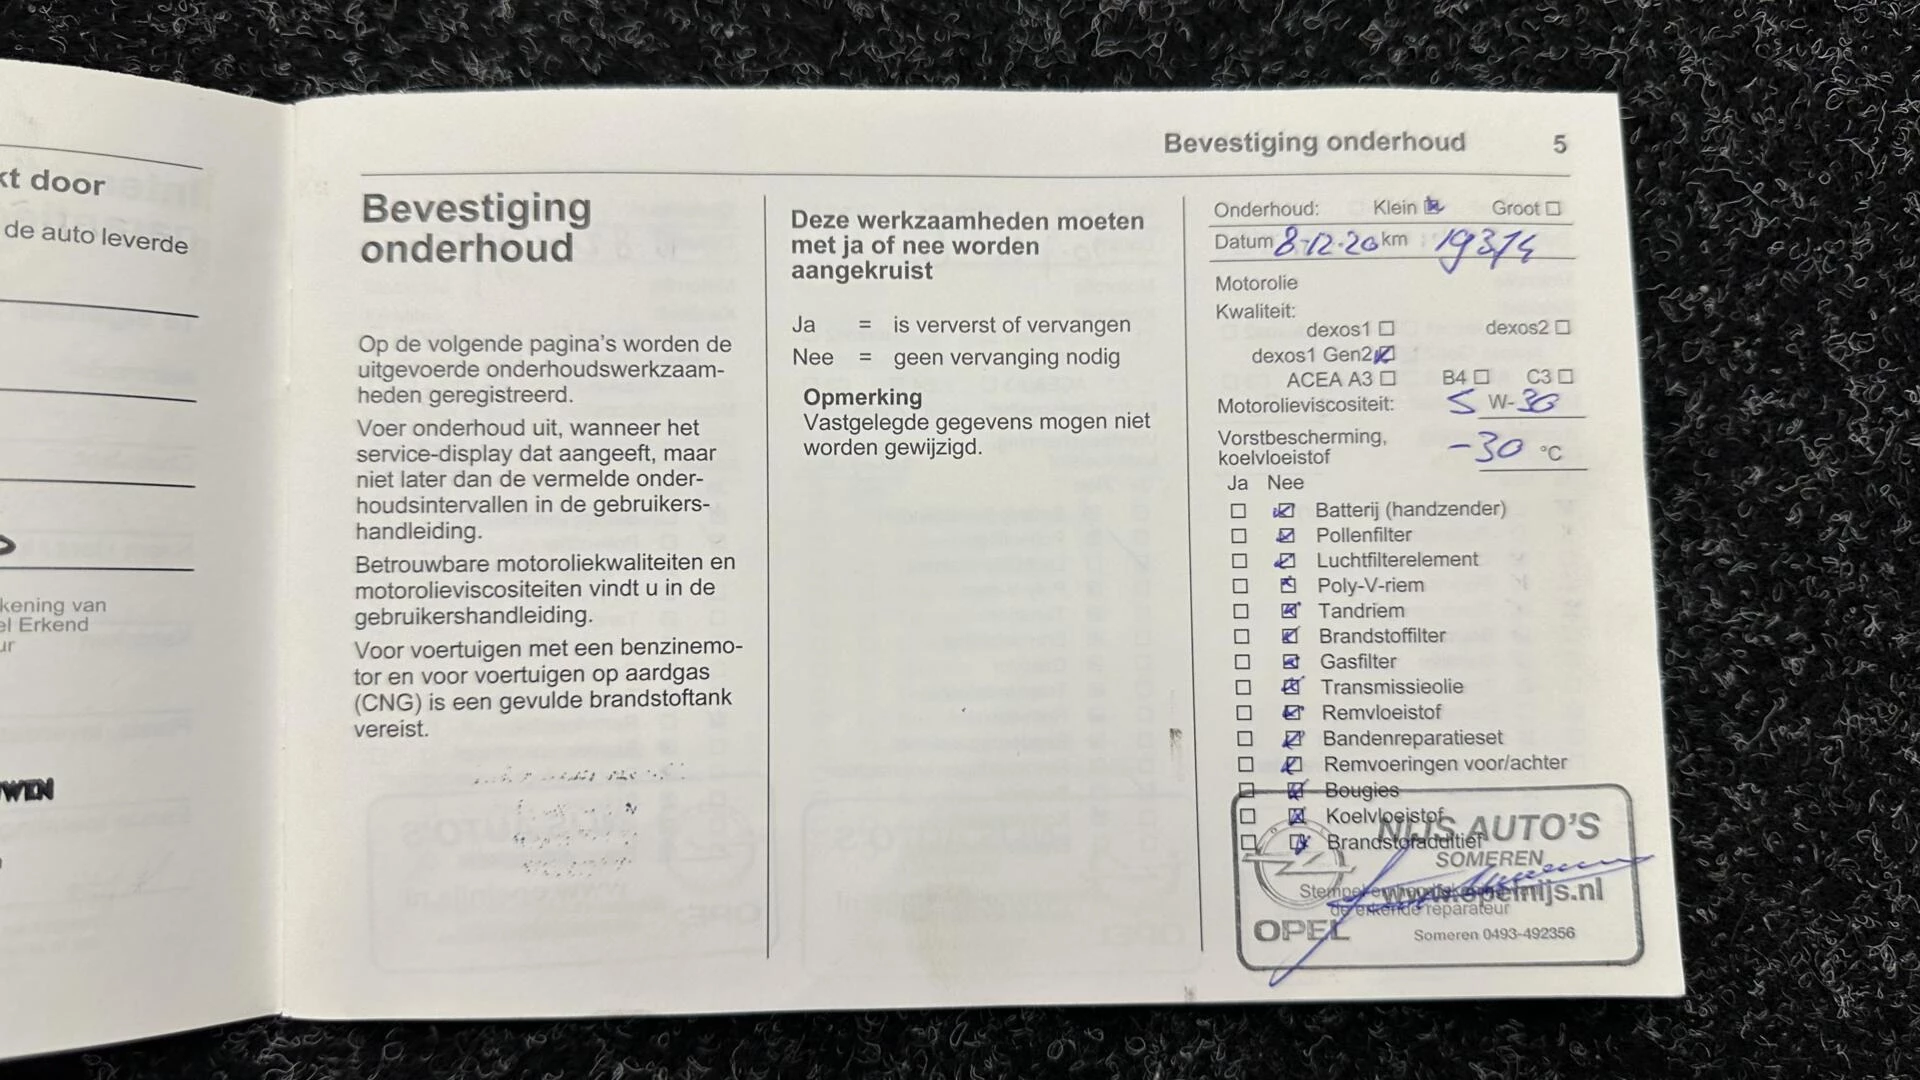 kt door
de auto leverde
kening van
el Erkend
ur
WEN
Bevestiging onderhoud 5
Bevestiging
onderhoud
Op de volgende pagina's worden de
uitgevoerde onderhoudswerkzaam-
heden geregistreerd.
Voer onderhoud uit, wanneer het
service-display dat aangeeft, maar
niet later dan de vermelde onder-
houdsintervallen in de gebruikers-
handleiding.
Betrouwbare motoroliekwaliteiten en
motorolieviscositeiten vindt u in de
gebruikershandleiding.
Voor voertuigen met een benzinemo-
tor en voor voertuigen op aardgas
(CNG) is een gevulde brandstoftank
vereist.
Deze werkzaamheden moeten
met ja of nee worden
aangekruist
Ja = is ververst of vervangen
Nee = geen vervanging nodig
Opmerking
Vastgelegde gegevens mogen niet
worden gewijzigd.
Onderhoud: Klein Groot
Datum 8-12-20 km 19314
Motorolie
Kwaliteit:
dexos1 dexos2
dexos1 Gen2
ACEA A3 B4 C3
Motorolieviscositeit: 5 W-30
Vorstbescherming,
koelvloeistof -30 °C
Ja Nee
Batterij (handzender)
Pollenfilter
Luchtfilterelement
Poly-V-riem
Tandriem
Brandstoffilter
Gasfilter
Transmissieolie
Remvloeistof
Bandenreparatieset
Remvoeringen voor/achter
Bougies
Koelvloeistof
NIJS AUTO'S
Brandstofadditief
SOMEREN
www.opelnijs.nl
de erkende reparateur
OPEL
Someren 0493-492356